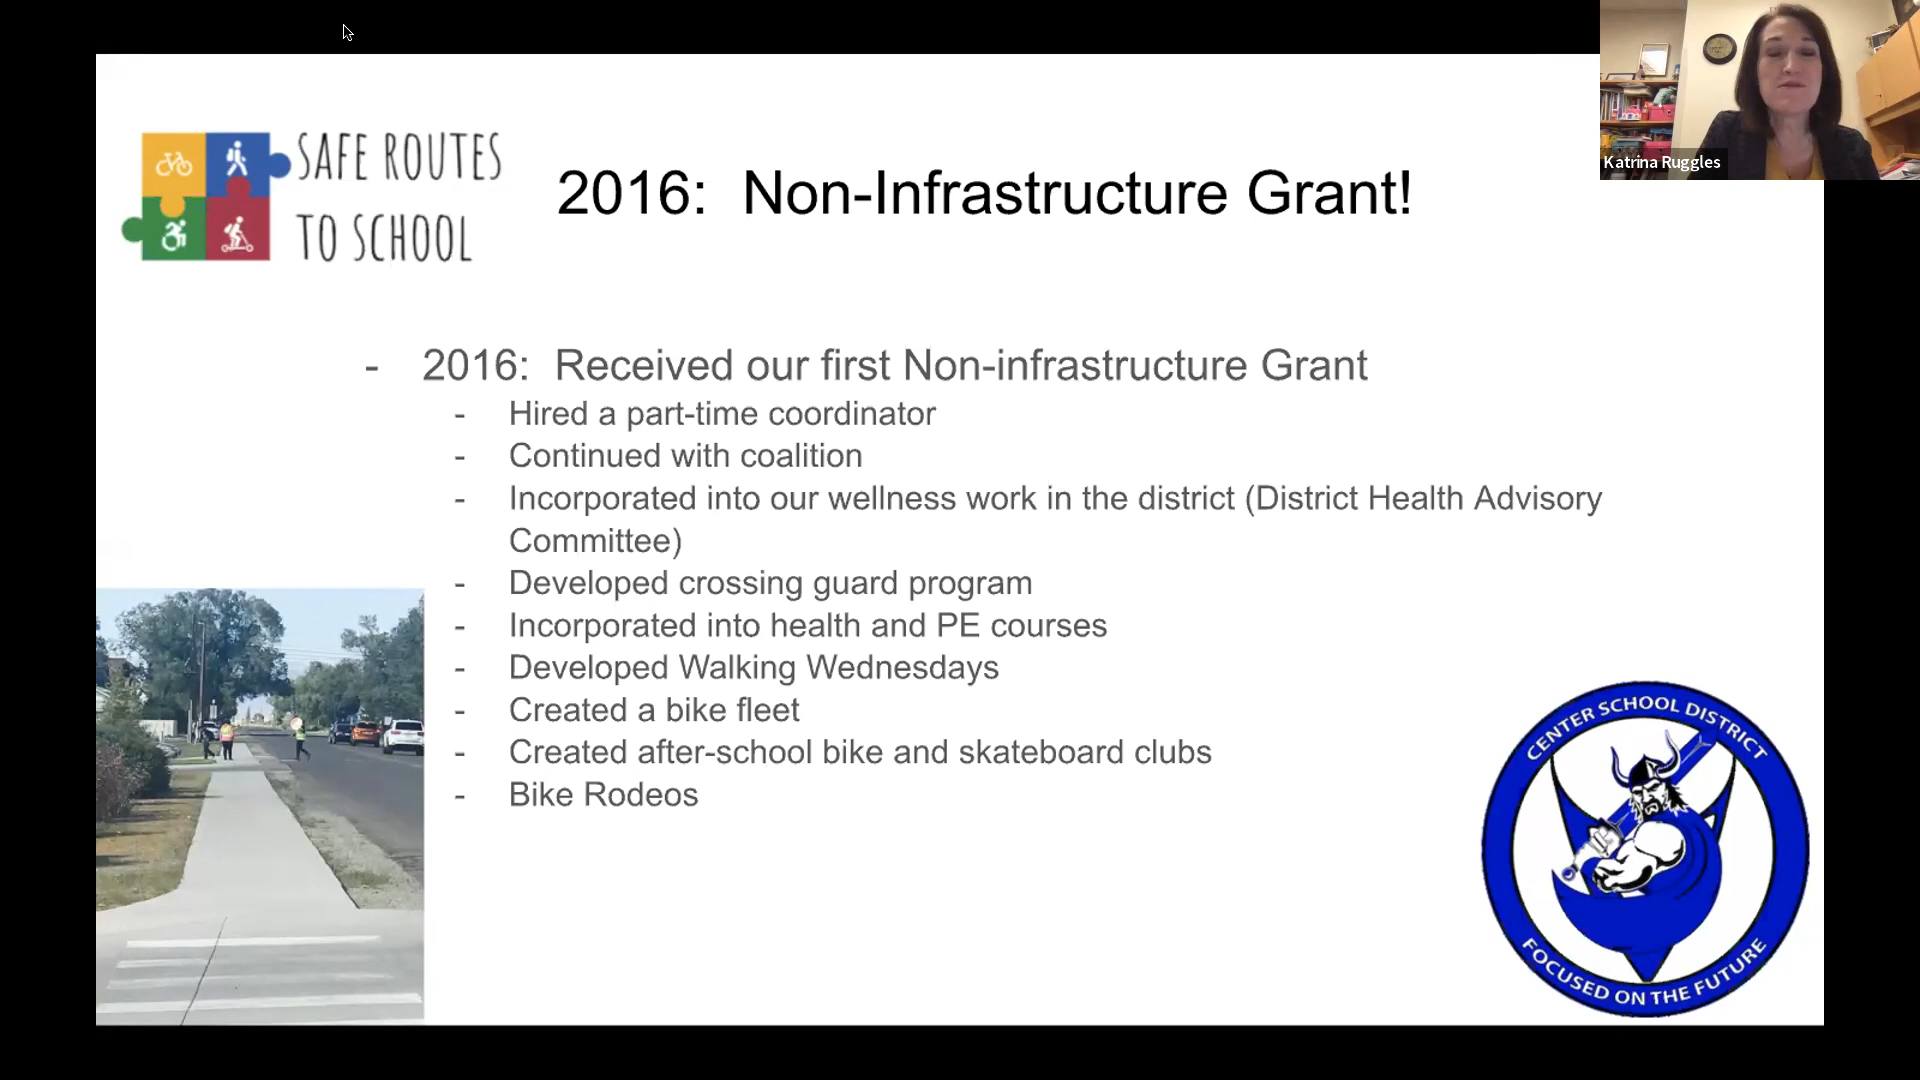 SAFE ROUTES
TO SCHOOL
2016:  Non-Infrastructure Grant!
Katrina Ruggles
- 2016:  Received our first Non-infrastructure Grant
- Hired a part-time coordinator
- Continued with coalition
- Incorporated into our wellness work in the district (District Health Advisory
Committee)
- Developed crossing guard program
- Incorporated into health and PE courses
- Developed Walking Wednesdays
- Created a bike fleet
- Created after-school bike and skateboard clubs
- Bike Rodeos
CENTER SCHOOL DISTRICT
FOCUSED ON THE FUTURE